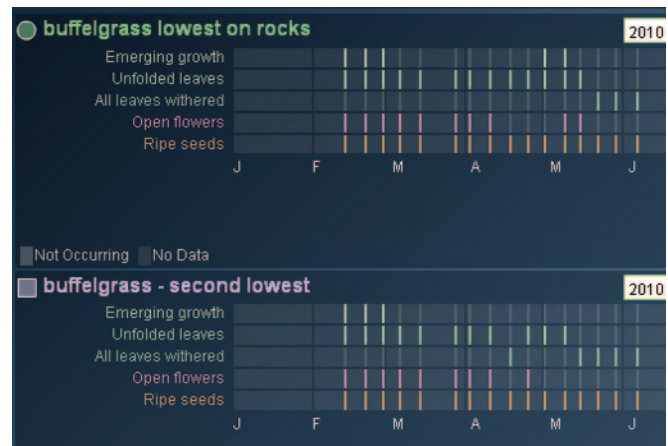 buffelgrass lowest on rocks
2010
Emerging growth
Unfolded leaves
All leaves withered
Open flowers
Ripe seeds
J F M A M J
Not Occurring No Data
buffelgrass - second lowest
2010
Emerging growth
Unfolded leaves
All leaves withered
Open flowers
Ripe seeds
J F M A M J